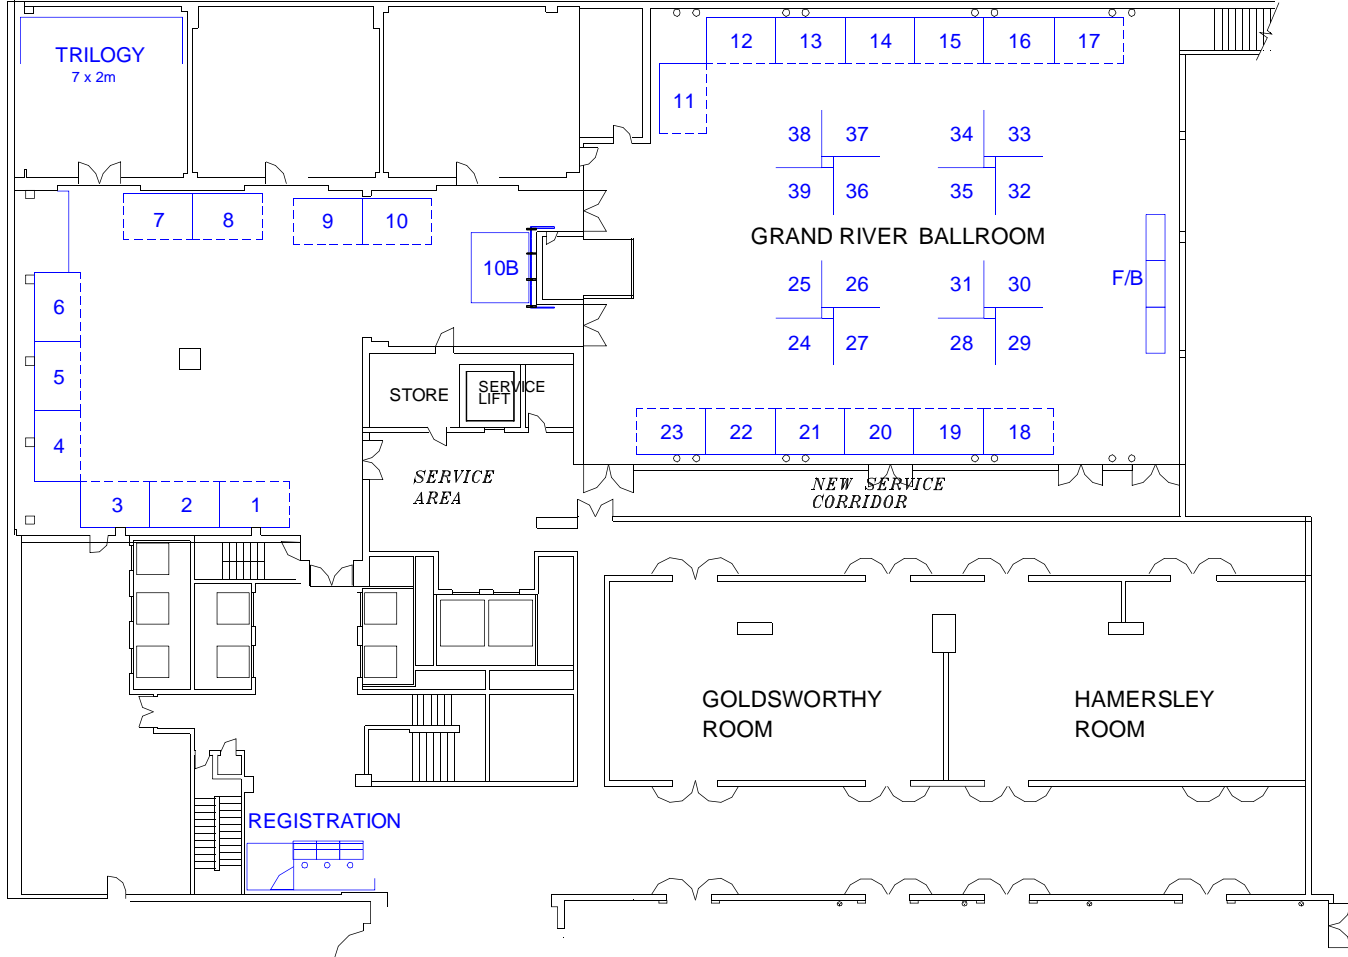 TRILOGY
7 x 2m
12 13 14 15 16 17
11
38 37 34 33
39 36 35 32
7 8 9 10
GRAND RIVER BALLROOM
10B
F/B
25 26 31 30
24 27 28 29
6
5
4
3 2 1
STORE
SERVICE
LIFT
23 22 21 20 19 18
SERVICE
AREA
NEW SERVICE
CORRIDOR
GOLDSWORTHY
ROOM
HAMERSLEY
ROOM
REGISTRATION